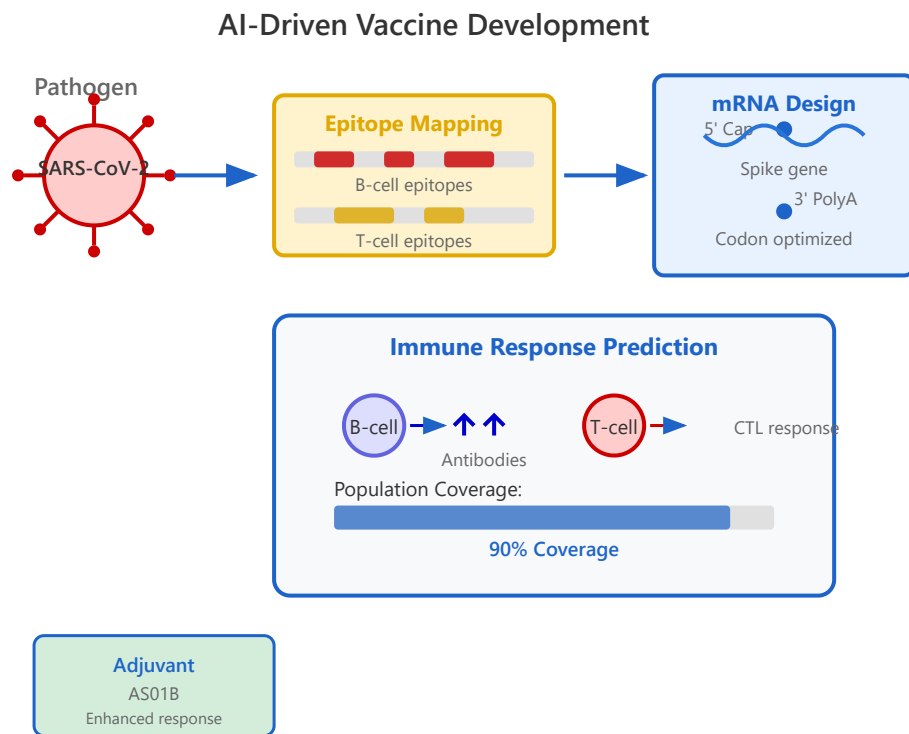 AI-Driven Vaccine Development
Pathogen
SARS-CoV-2
Epitope Mapping
B-cell epitopes
T-cell epitopes
mRNA Design
5' Cap
Spike gene
3' PolyA
Codon optimized
Immune Response Prediction
B-cell
Antibodies
T-cell
CTL response
Population Coverage:
90% Coverage
Adjuvant
AS01B
Enhanced response